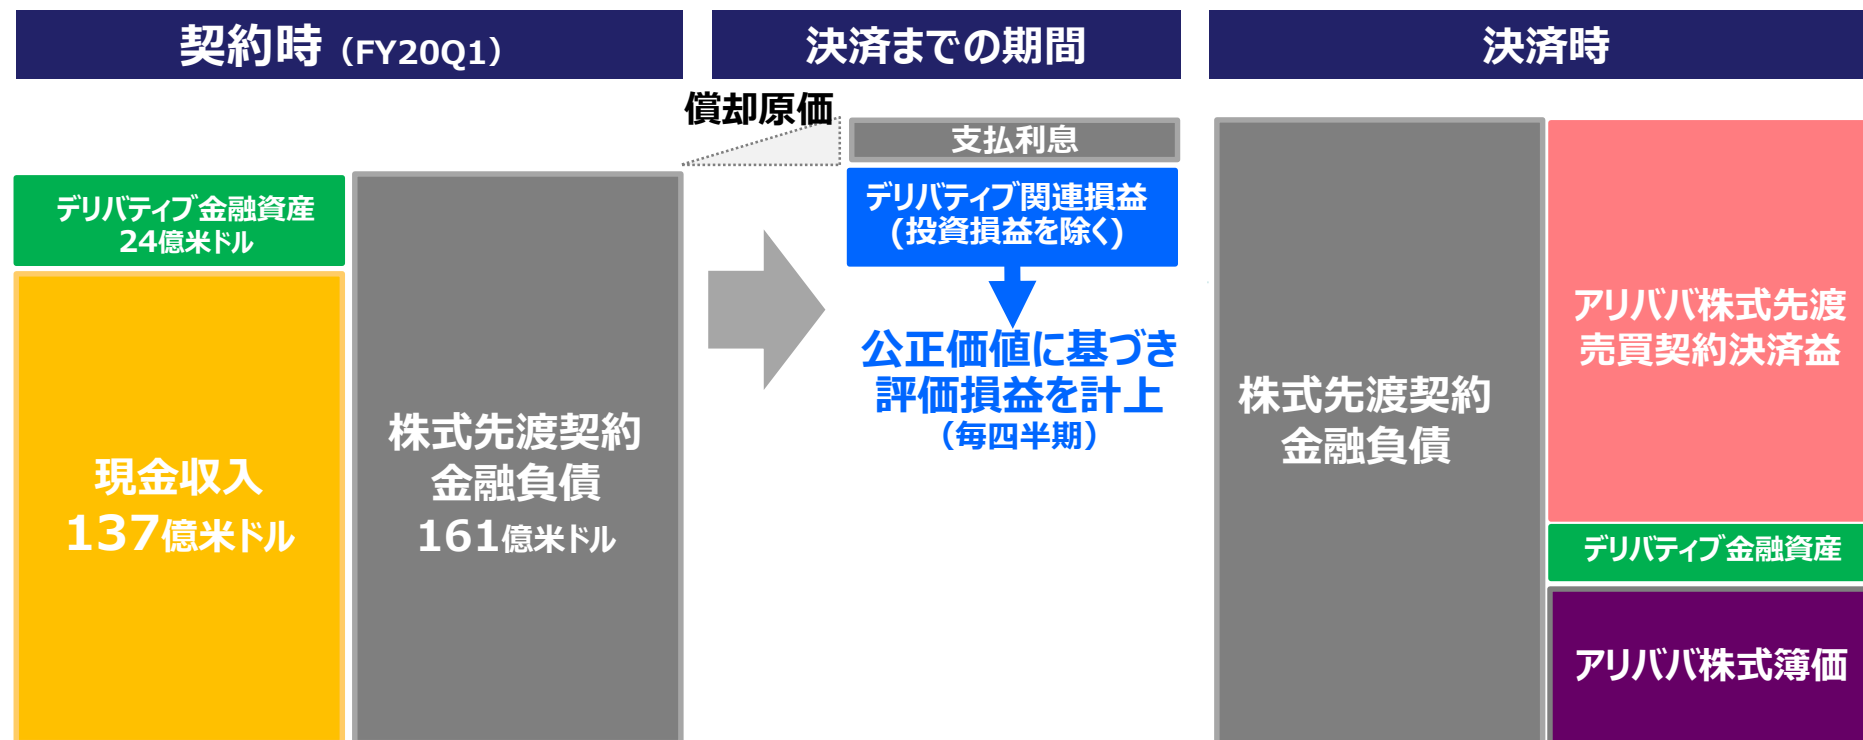 契約時（FY20Q1）
デリバティブ金融資産
24億米ドル
現金収入
137億米ドル
株式先渡契約
金融負債
161億米ドル
決済までの期間
償却原価
支払利息
デリバティブ関連損益
(投資損益を除く)
公正価値に基づき
評価損益を計上
（毎四半期）
決済時
株式先渡契約
金融負債
アリババ株式先渡
売買契約決済益
デリバティブ金融資産
アリババ株式簿価